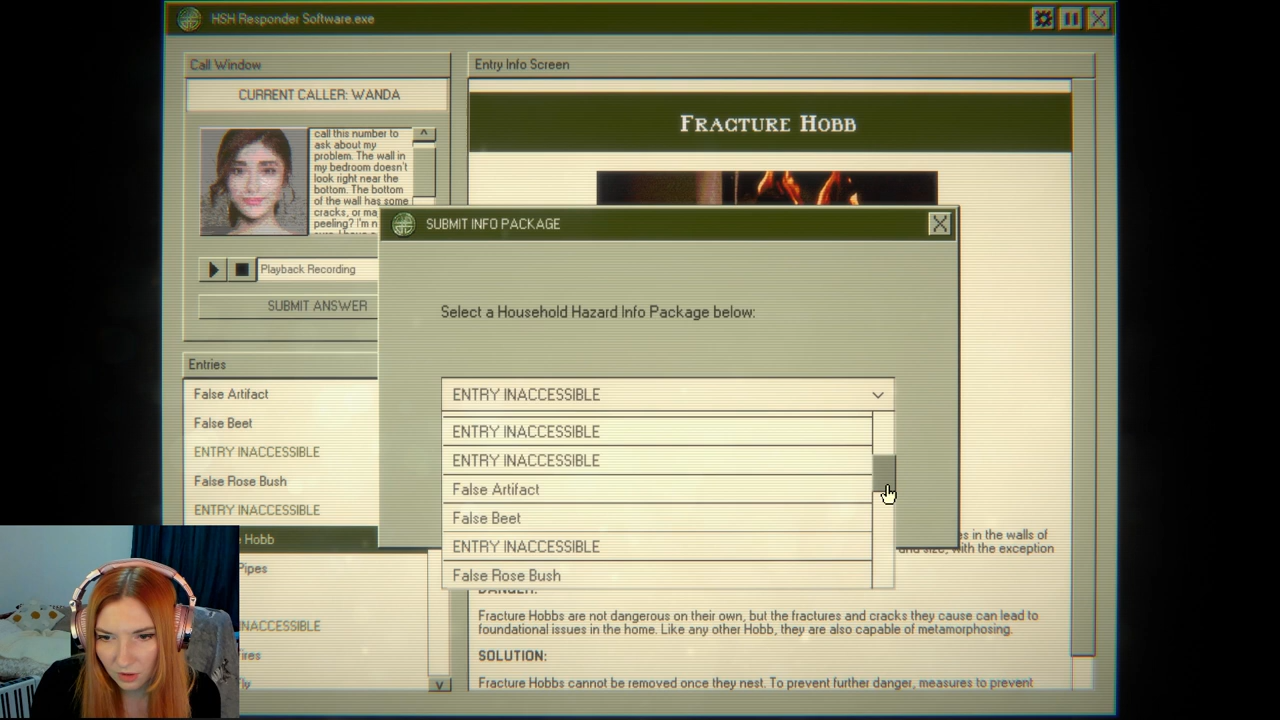 HSH Responder Software.exe
Call Window
CURRENT CALLER: WANDA
call this number to
ask about my
problem. The wall in
my bedroom doesn't
look right near the
bottom. The bottom
of the wall has some
cracks, or ma
peeling? I'm n
Playback Recording
SUBMIT ANSWER
Entries
False Artifact
False Beet
ENTRY INACCESSIBLE
False Rose Bush
ENTRY INACCESSIBLE
e Hobb
Pipes
NACCESSIBLE
ires
fly
Entry Info Screen
FRACTURE HOBB
SUBMIT INFO PACKAGE
Select a Household Hazard Info Package below:
ENTRY INACCESSIBLE
ENTRY INACCESSIBLE
ENTRY INACCESSIBLE
False Artifact
False Beet
ENTRY INACCESSIBLE
False Rose Bush
es in the walls of
and size, with the exception
DANGER:
Fracture Hobbs are not dangerous on their own, but the fractures and cracks they cause can lead to
foundational issues in the home. Like any other Hobb, they are also capable of metamorphosing.
SOLUTION:
Fracture Hobbs cannot be removed once they nest. To prevent further danger, measures to prevent